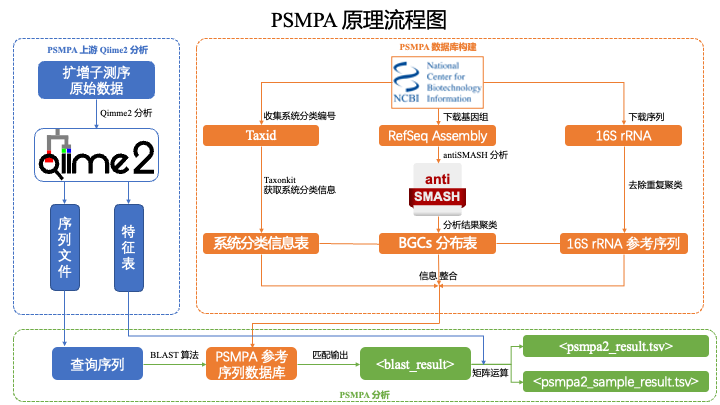 PSMPA 原理流程图
PSMPA 上游 Qiime2 分析
扩增子测序
原始数据
Qimme2 分析
Qiime2
序列文件
特征表
PSMPA 数据库构建
NCBI
National
Center for
Biotechnology
Information
收集系统分类编号
下载基因组
下载序列
Taxid
RefSeq Assembly
16S rRNA
antiSMASH 分析
Taxonkit
获取系统分类信息
anti
SMASH
去除重复聚类
分析结果聚类
系统分类信息表
BGCs 分布表
16S rRNA 参考序列
信息 整合
查询序列
BLAST 算法
PSMPA 参考
序列数据库
匹配输出
<blast_result>
矩阵运算
<psmpa2_result.tsv>
<psmpa2_sample_result.tsv>
PSMPA 分析